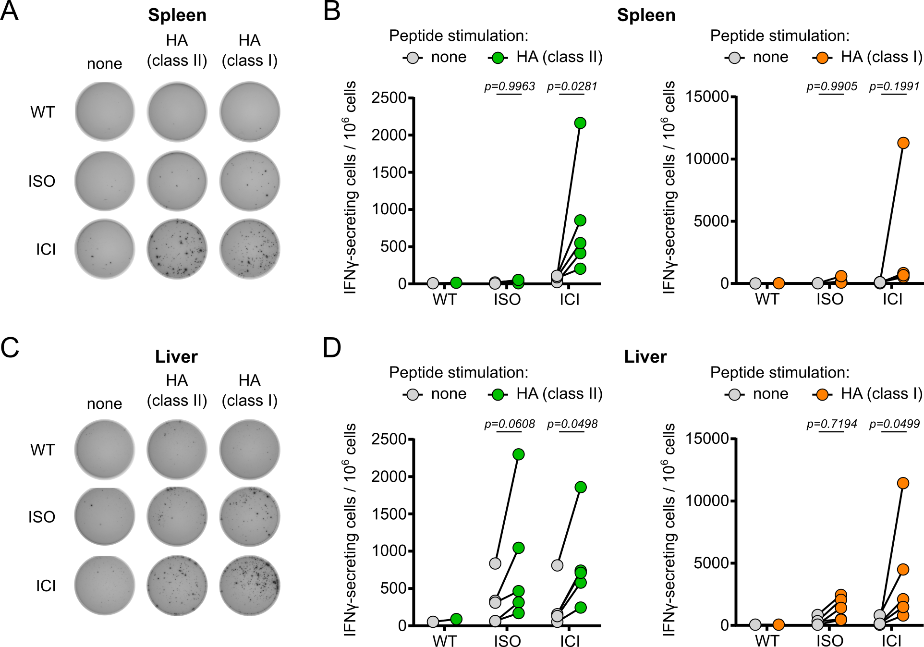 A
Spleen
none
HA
(class II)
HA
(class I)
WT
ISO
ICI
B
Spleen
Peptide stimulation:
none HA (class II)
p=0.9963 p=0.0281
IFNγ-secreting cells / 10⁶ cells
2500
2000
1500
1000
500
0
WT ISO ICI
Peptide stimulation:
none HA (class I)
p=0.9905 p=0.1991
IFNγ-secreting cells / 10⁶ cells
15000
10000
5000
0
WT ISO ICI
C
Liver
none
HA
(class II)
HA
(class I)
WT
ISO
ICI
D
Liver
Peptide stimulation:
none HA (class II)
p=0.0608 p=0.0498
IFNγ-secreting cells / 10⁶ cells
2500
2000
1500
1000
500
0
WT ISO ICI
Peptide stimulation:
none HA (class I)
p=0.7194 p=0.0499
IFNγ-secreting cells / 10⁶ cells
15000
10000
5000
0
WT ISO ICI